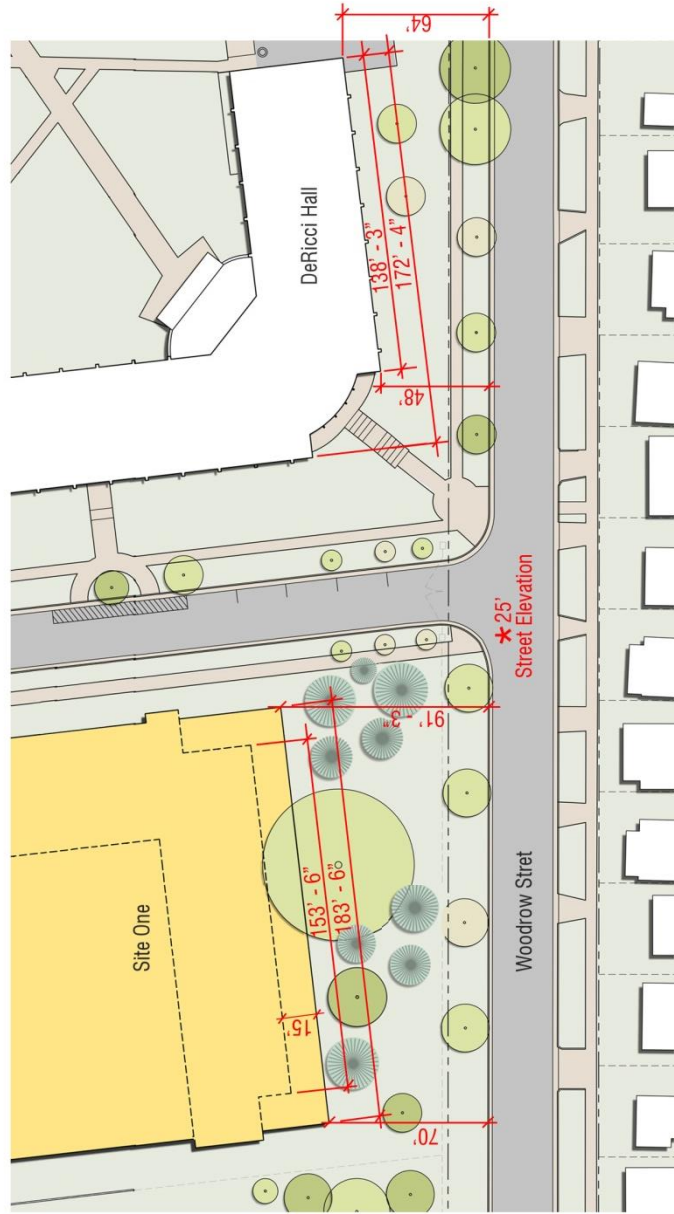 64'
DeRicci Hall
138' - 3"
172' - 4"
48'
* 25'
Street Elevation
91' - 3"
Site One
153' - 6"
183' - 6"
Woodrow Stret
15'
70'